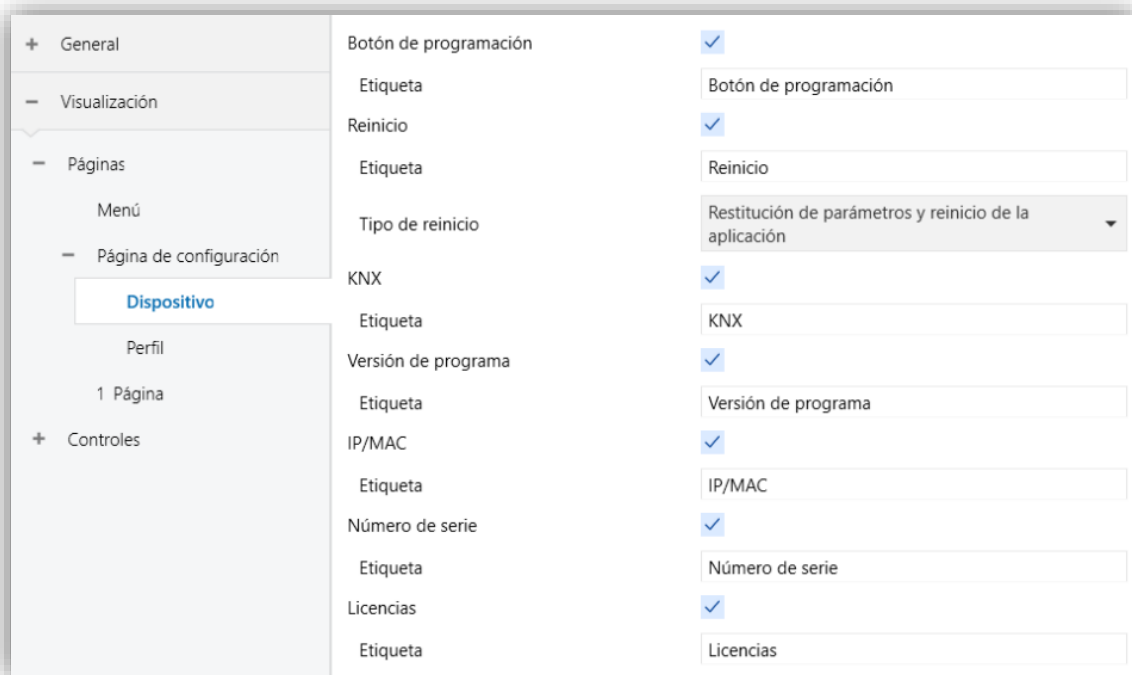 General
Visualización
Páginas
Menú
Página de configuración
Dispositivo
Perfil
1 Página
Controles
Botón de programación
Etiqueta Botón de programación
Reinicio
Etiqueta Reinicio
Tipo de reinicio Restitución de parámetros y reinicio de la
aplicación
KNX
Etiqueta KNX
Versión de programa
Etiqueta Versión de programa
IP/MAC
Etiqueta IP/MAC
Número de serie
Etiqueta Número de serie
Licencias
Etiqueta Licencias